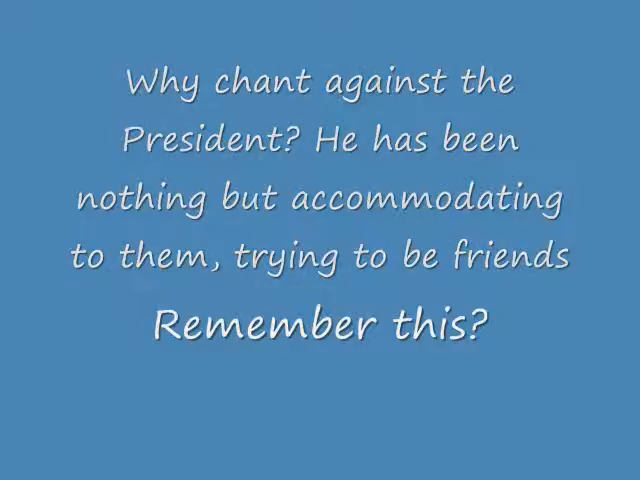 Why chant against the
President? He has been
nothing but accommodating
to them, trying to be friends
Remember this?